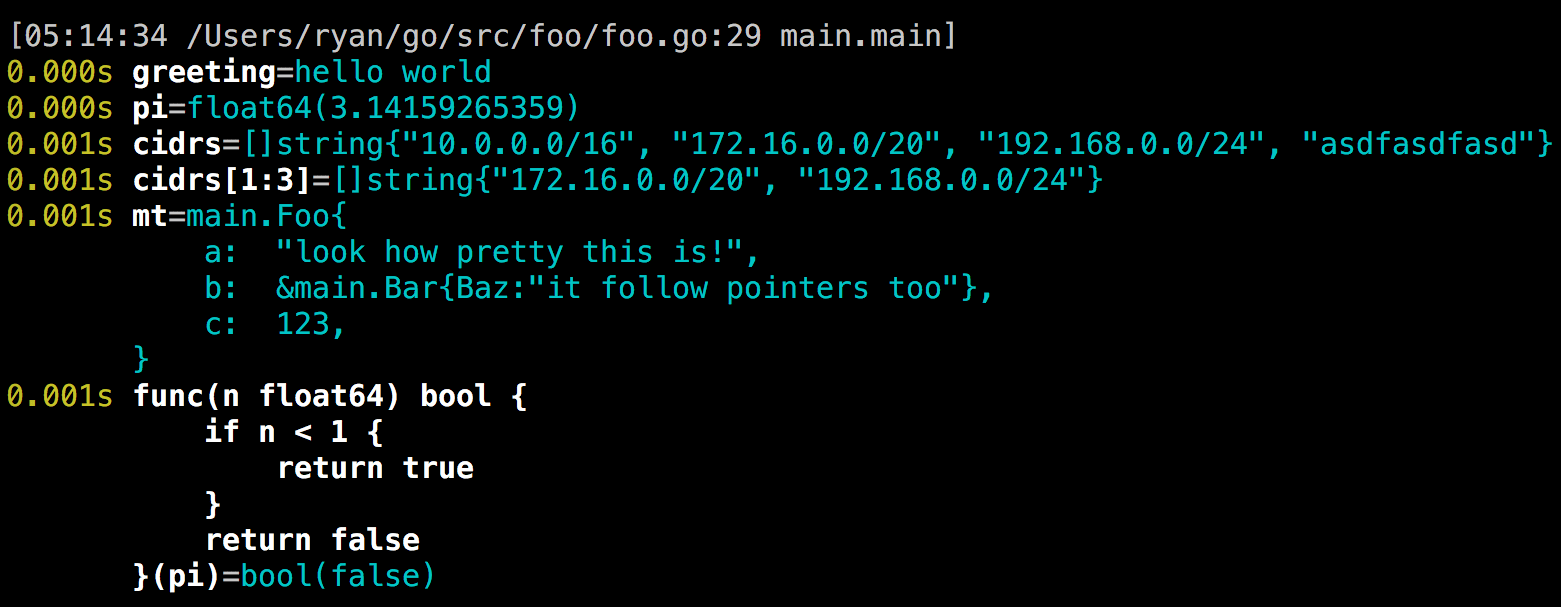 [05:14:34 /Users/ryan/go/src/foo/foo.go:29 main.main]
0.000s greeting=hello world
0.000s pi=float64(3.14159265359)
0.001s cidrs=[]string{"10.0.0.0/16", "172.16.0.0/20", "192.168.0.0/24", "asdfasdfasd"}
0.001s cidrs[1:3]=[]string{"172.16.0.0/20", "192.168.0.0/24"}
0.001s mt=main.Foo{
           a:  "look how pretty this is!",
           b:  &main.Bar{Baz:"it follow pointers too"},
           c:  123,
       }
0.001s func(n float64) bool {
           if n < 1 {
               return true
           }
           return false
       }(pi)=bool(false)